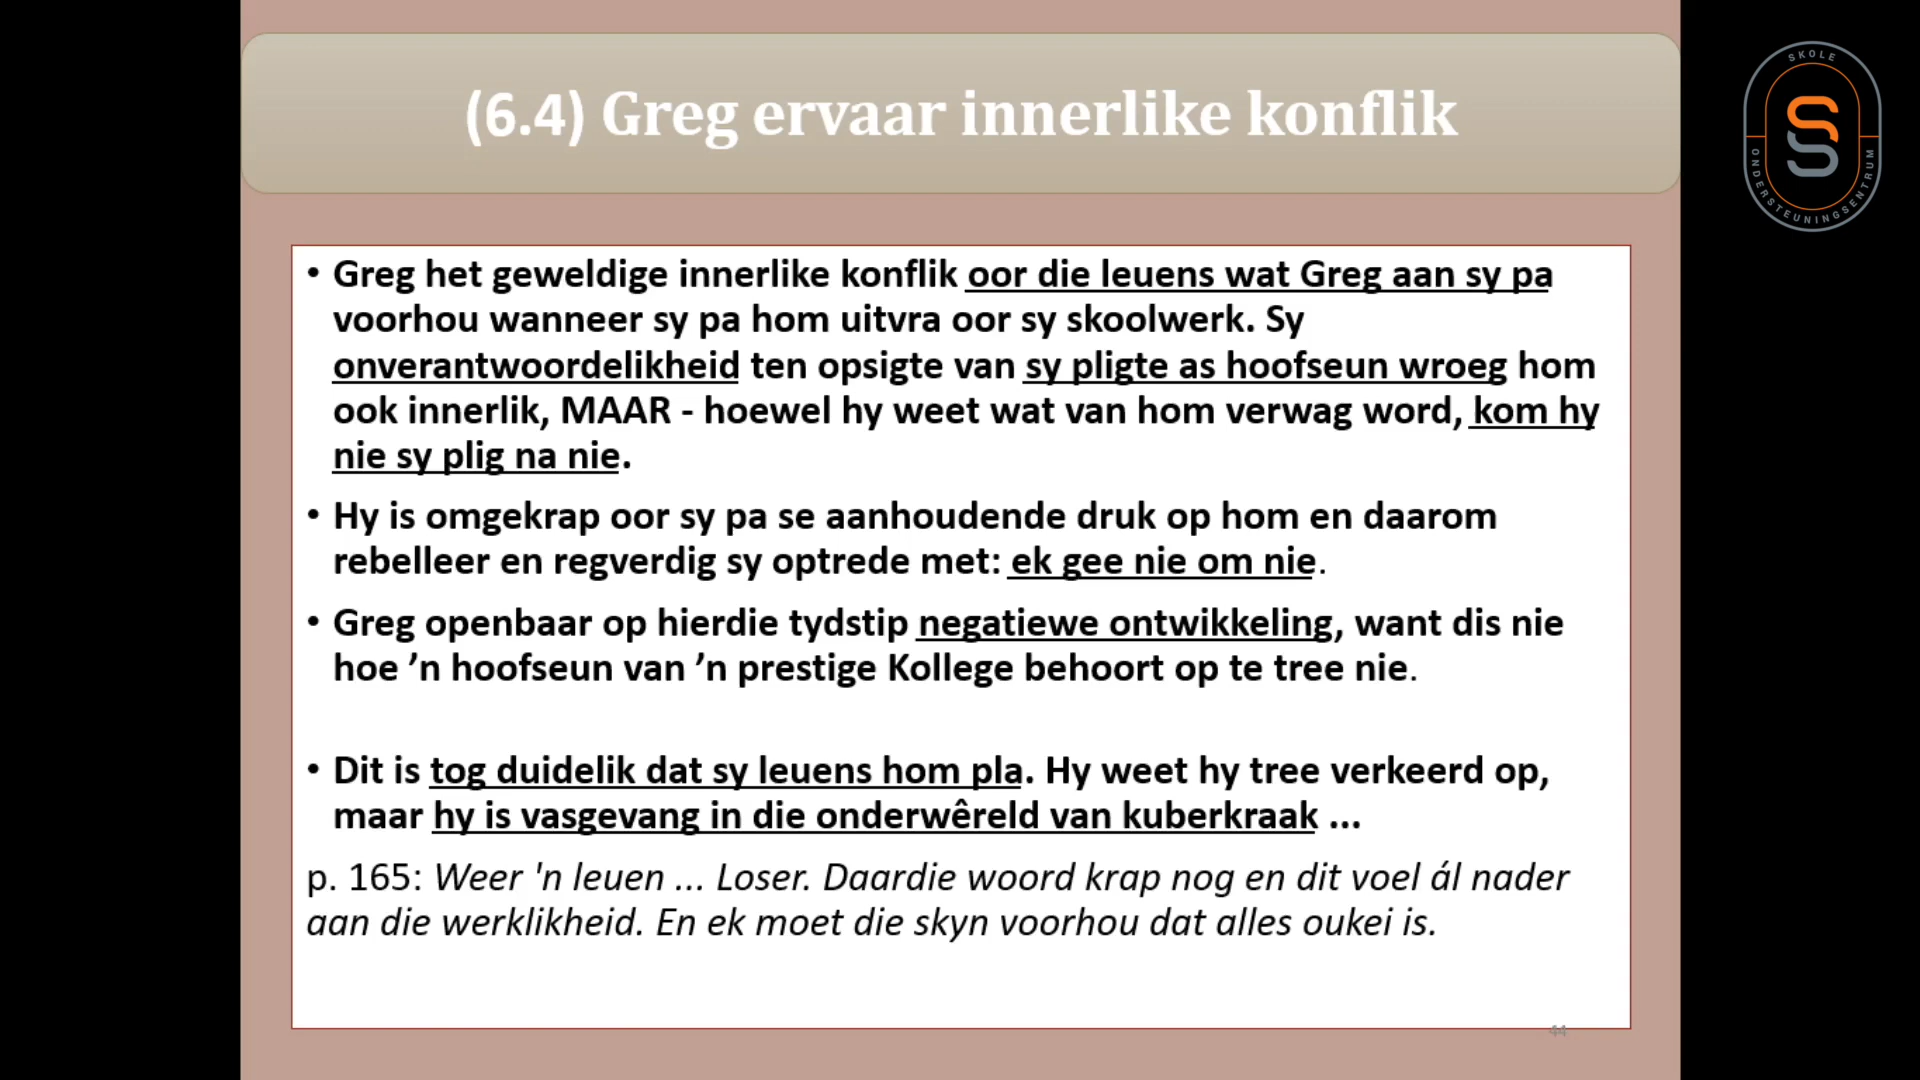 (6.4) Greg ervaar innerlike konflik
SKOLE
ONDERSTEUNINGSENTRUM
• Greg het geweldige innerlike konflik oor die leuens wat Greg aan sy pa
voorhou wanneer sy pa hom uitvra oor sy skoolwerk. Sy
onverantwoordelikheid ten opsigte van sy pligte as hoofseun wroeg hom
ook innerlik, MAAR - hoewel hy weet wat van hom verwag word, kom hy
nie sy plig na nie.
• Hy is omgekrap oor sy pa se aanhoudende druk op hom en daarom
rebelleer en regverdig sy optrede met: ek gee nie om nie.
• Greg openbaar op hierdie tydstip negatiewe ontwikkeling, want dis nie
hoe ’n hoofseun van ’n prestige Kollege behoort op te tree nie.
• Dit is tog duidelik dat sy leuens hom pla. Hy weet hy tree verkeerd op,
maar hy is vasgevang in die onderwêreld van kuberkraak ...
p. 165: Weer 'n leuen ... Loser. Daardie woord krap nog en dit voel ál nader
aan die werklikheid. En ek moet die skyn voorhou dat alles oukei is.
44